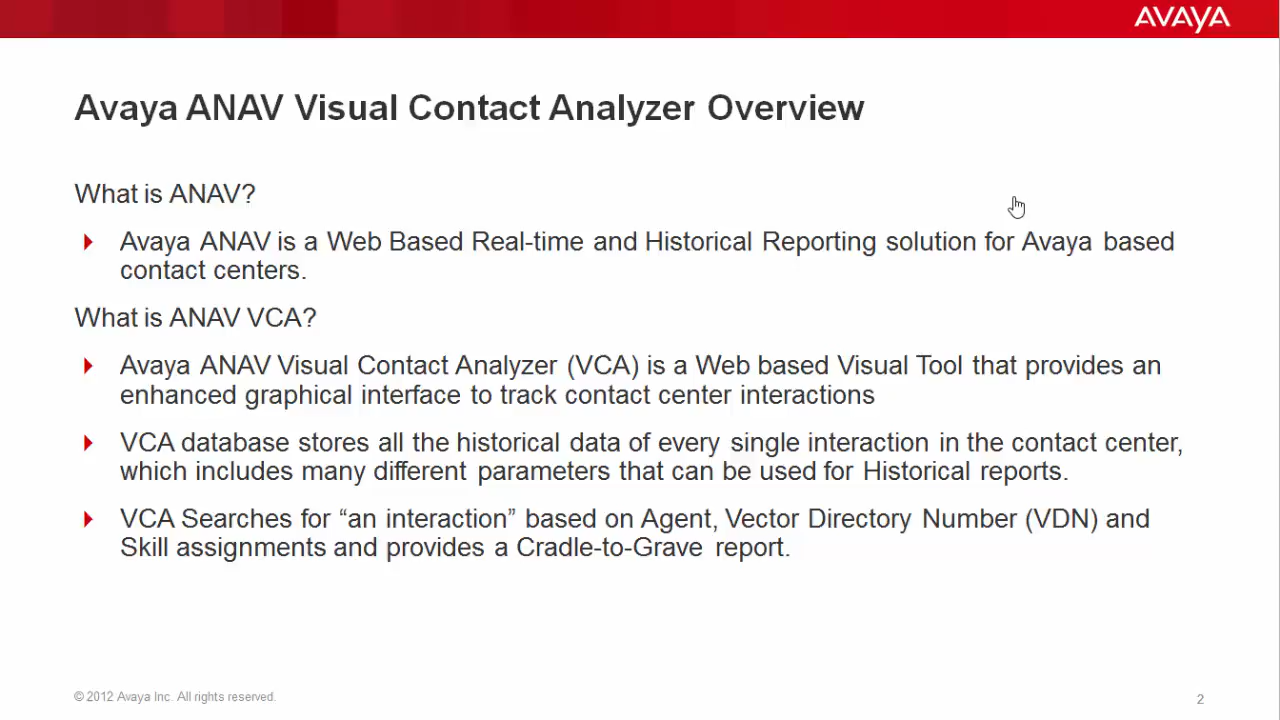 AVAYA
Avaya ANAV Visual Contact Analyzer Overview
What is ANAV?
Avaya ANAV is a Web Based Real-time and Historical Reporting solution for Avaya based
contact centers.
What is ANAV VCA?
Avaya ANAV Visual Contact Analyzer (VCA) is a Web based Visual Tool that provides an
enhanced graphical interface to track contact center interactions
VCA database stores all the historical data of every single interaction in the contact center,
which includes many different parameters that can be used for Historical reports.
VCA Searches for “an interaction” based on Agent, Vector Directory Number (VDN) and
Skill assignments and provides a Cradle-to-Grave report.
© 2012 Avaya Inc. All rights reserved.
2